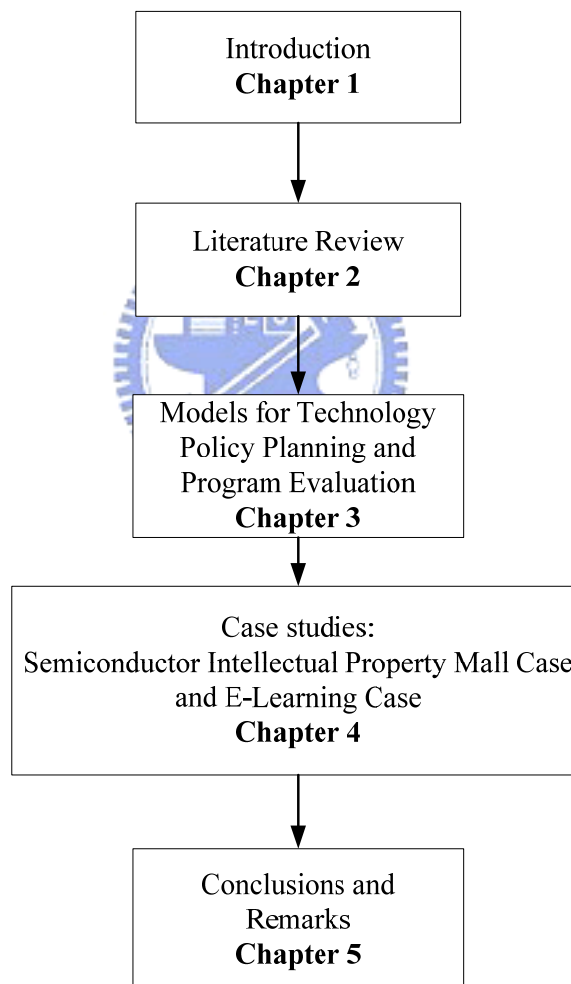 Introduction
Chapter 1
Literature Review
Chapter 2
Models for Technology
Policy Planning and
Program Evaluation
Chapter 3
Case studies:
Semiconductor Intellectual Property Mall Case
and E-Learning Case
Chapter 4
Conclusions and
Remarks
Chapter 5